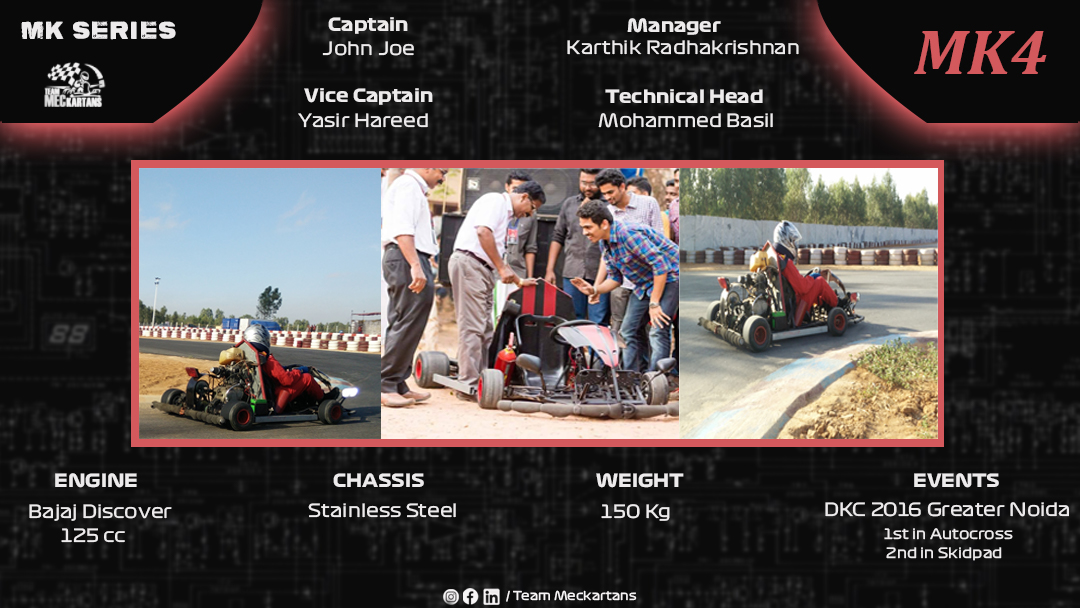 MK SERIES
TEAM
MECKARTANS
Captain
John Joe
Manager
Karthik Radhakrishnan
MK4
Vice Captain
Yasir Hareed
Technical Head
Mohammed Basil
ENGINE
Bajaj Discover
125 cc
CHASSIS
Stainless Steel
WEIGHT
150 Kg
EVENTS
DKC 2016 Greater Noida
1st in Autocross
2nd in Skidpad
/ Team Meckartans